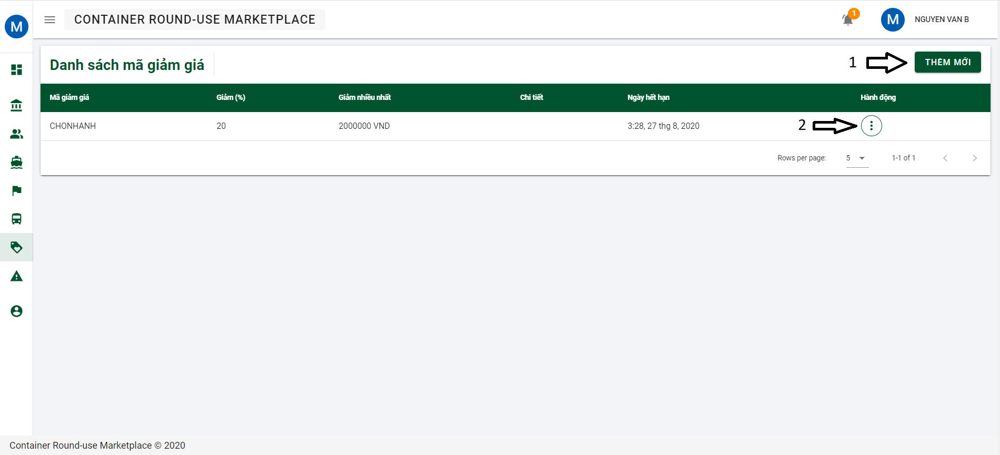 M
CONTAINER ROUND-USE MARKETPLACE
1
M
NGUYEN VAN B
Danh sách mã giảm giá
1
THÊM MỚI
Mã giảm giá
Giảm (%)
Giảm nhiều nhất
Chi tiết
Ngày hết hạn
Hành động
CHONHANH
20
2000000 VND
3:28, 27 thg 8, 2020
2
Rows per page:
5
1-1 of 1
Container Round-use Marketplace © 2020